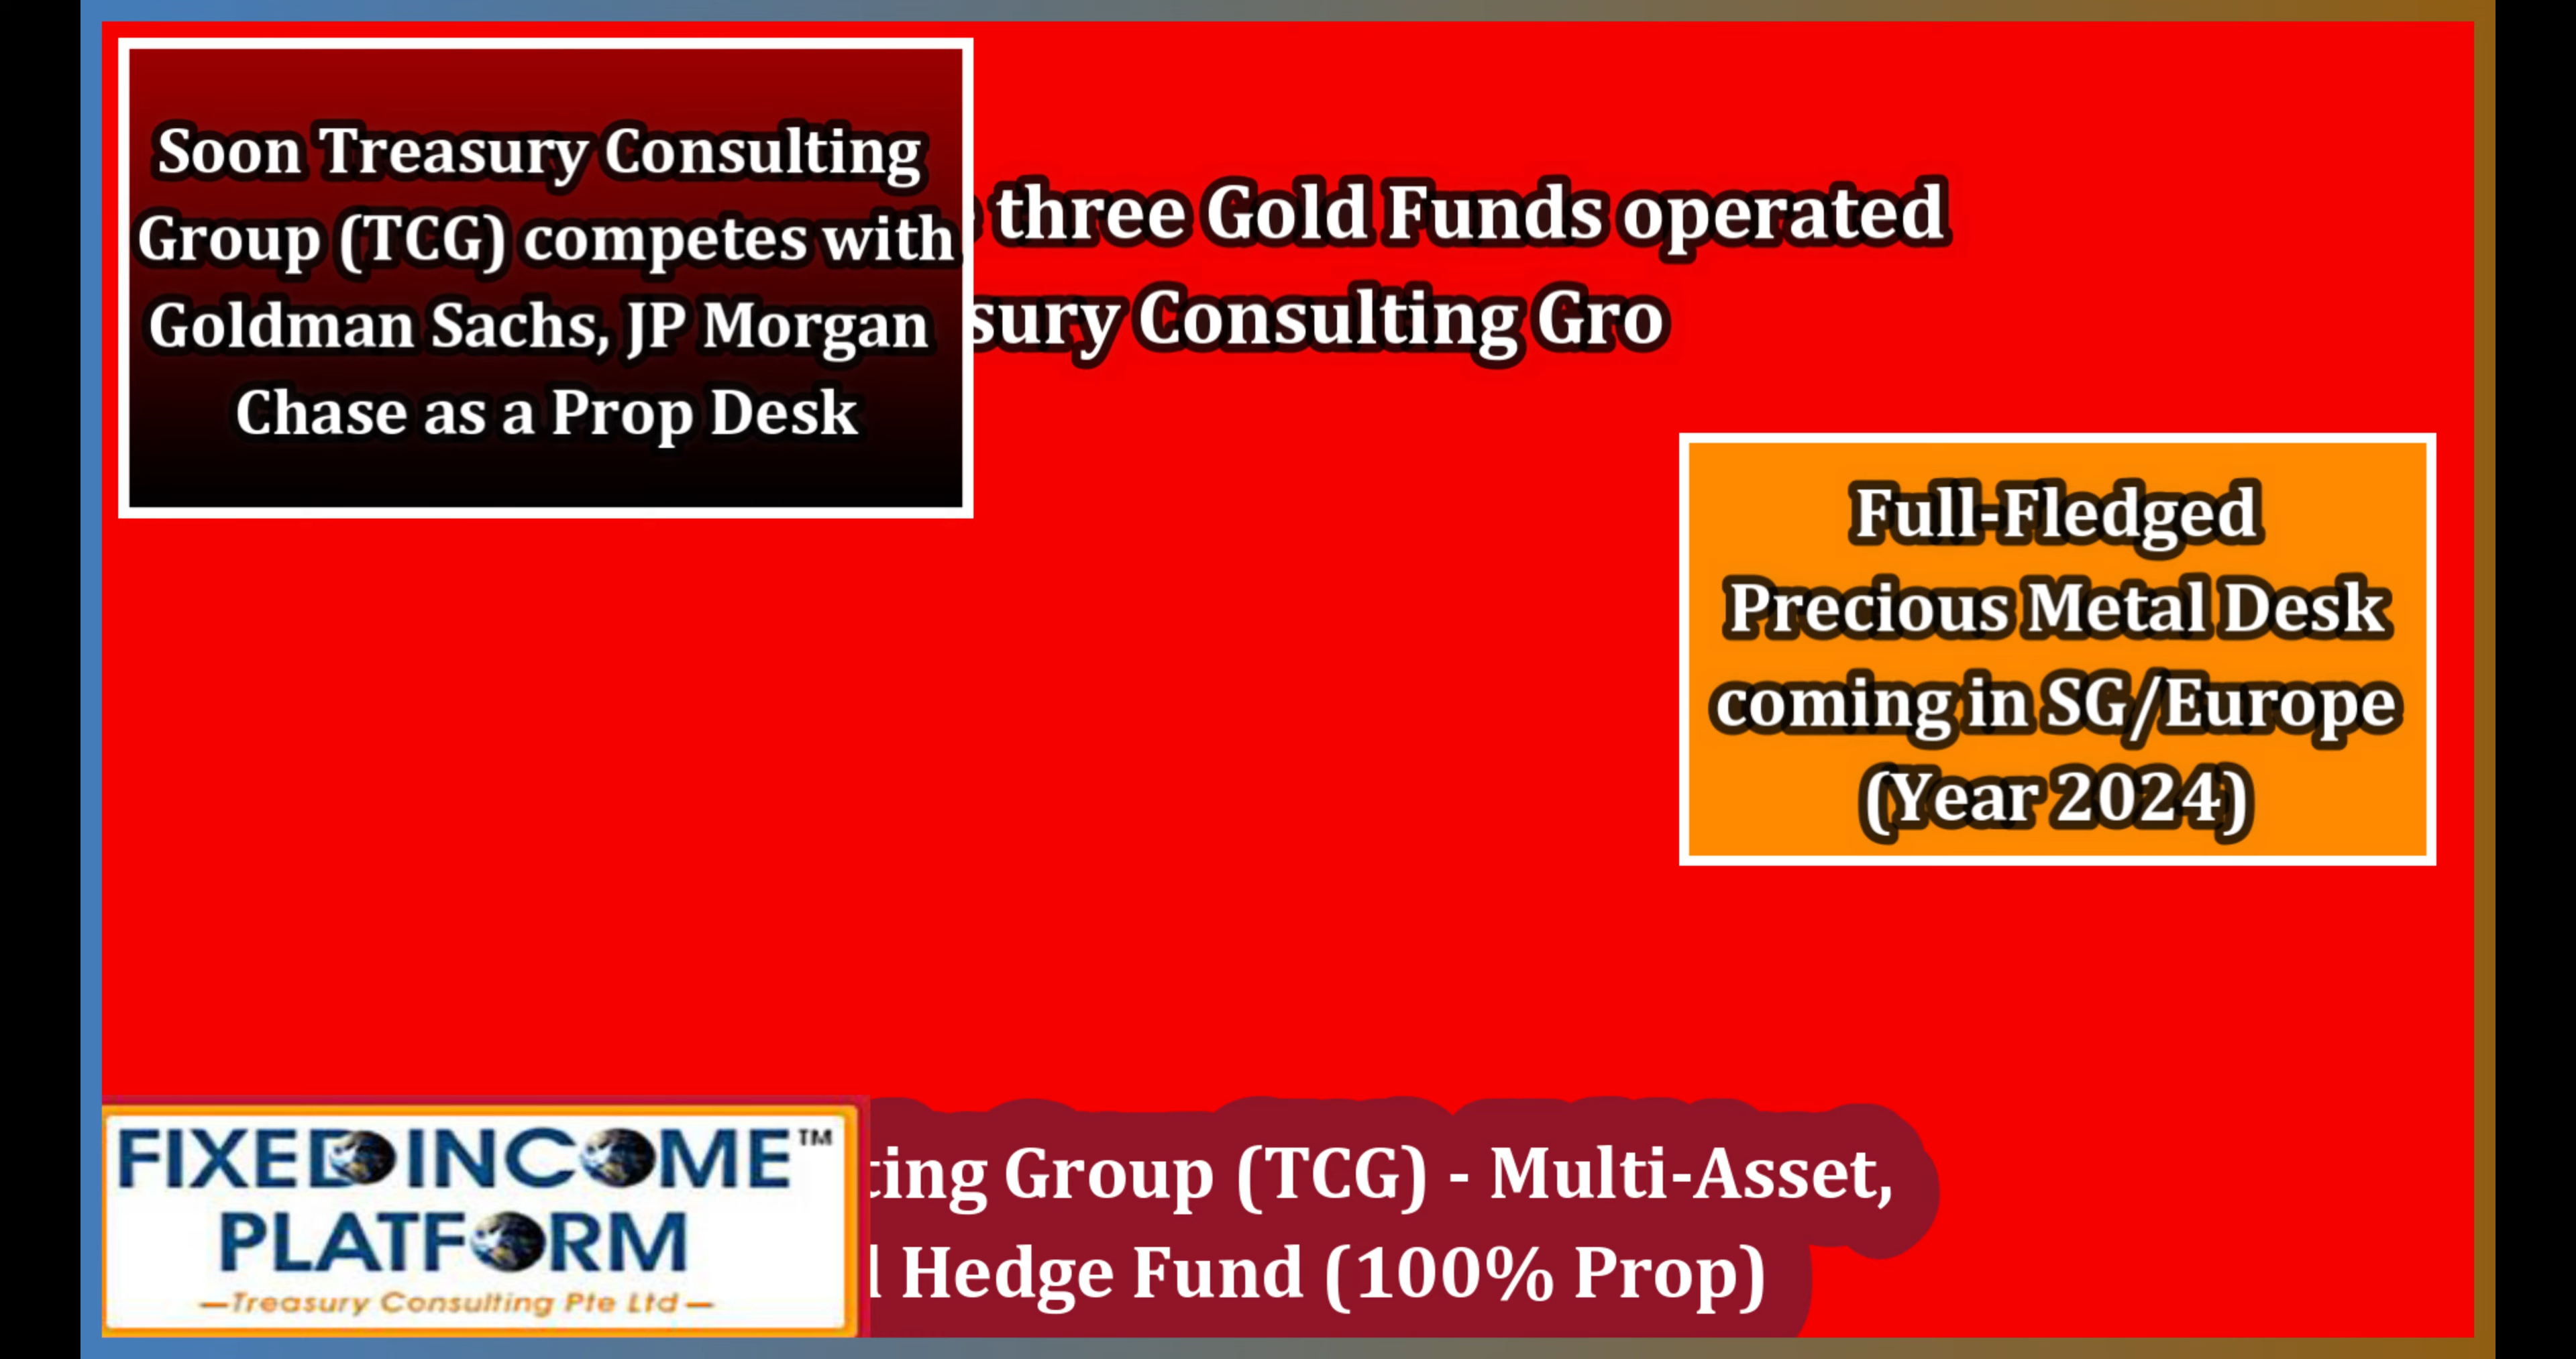 Soon Treasury Consulting
Group (TCG) competes with
Goldman Sachs, JP Morgan
Chase as a Prop Desk
three Gold Funds operated
sury Consulting Gro
Full-Fledged
Precious Metal Desk
coming in SG/Europe
(Year 2024)
FIXED INCOME™
PLATFORM
—Treasury Consulting Pte Ltd—
ting Group (TCG) - Multi-Asset,
Hedge Fund (100% Prop)